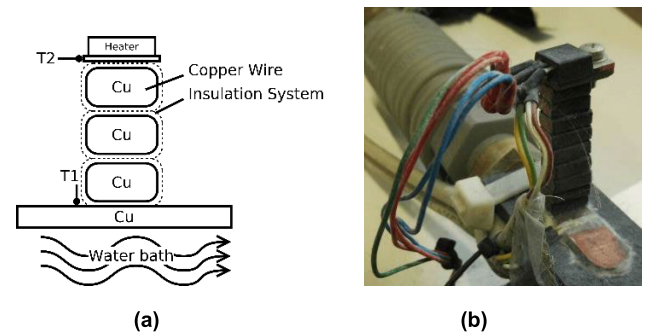 Heater
T2
Cu
Copper Wire
Insulation System
Cu
T1
Cu
Cu
Water bath
(a)
(b)